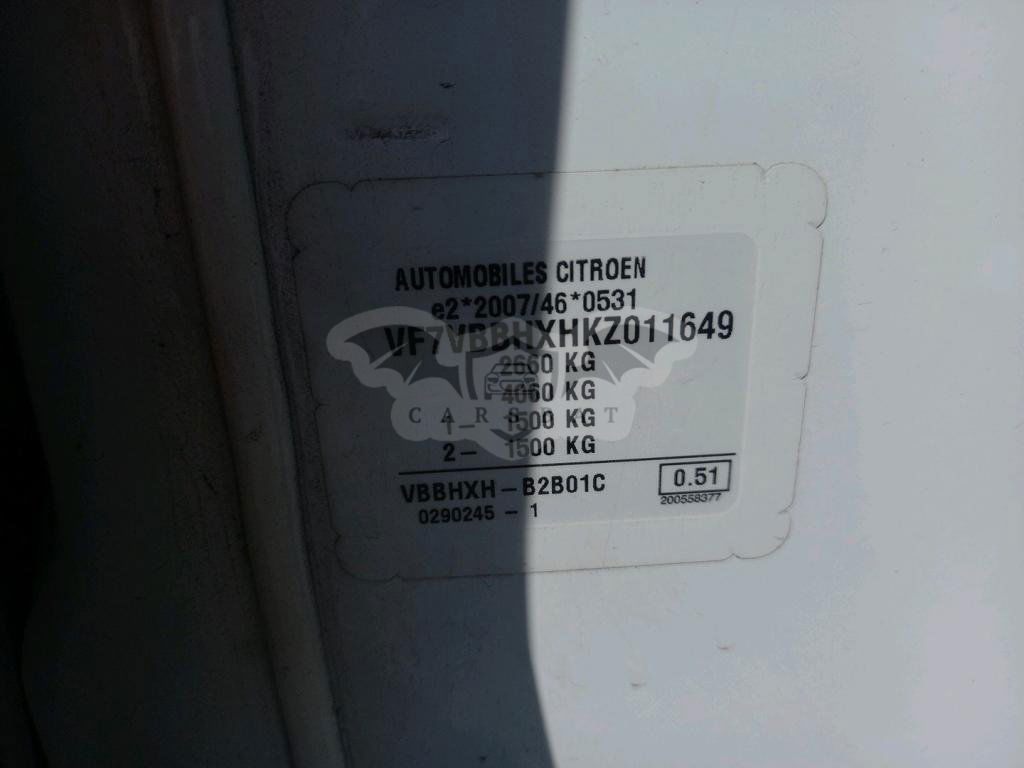 AUTOMOBILES CITROEN
e2*2007/46*0531
VF7VBBHXHKZ011649
2660 KG
4060 KG
1- 1500 KG
2- 1500 KG
VBBHXH-B2B01C
0.51
200558377
0290245-1